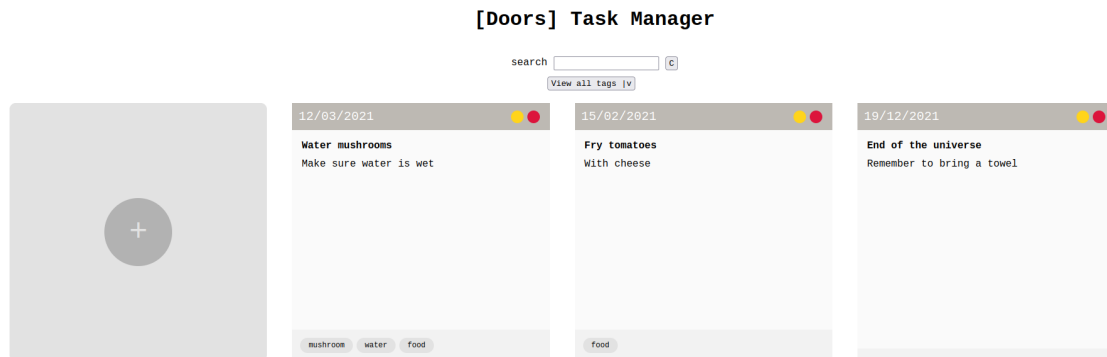 [Doors] Task Manager
search C
View all tags |v
12/03/2021
Water mushrooms
Make sure water is wet
mushroom water food
15/02/2021
Fry tomatoes
With cheese
food
19/12/2021
End of the universe
Remember to bring a towel
+